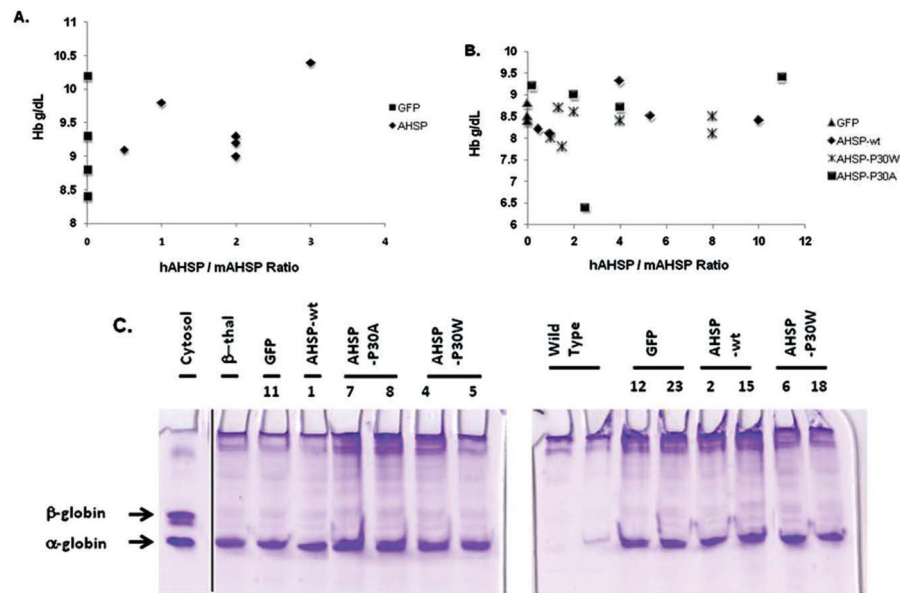 A.
11
10.5
10
9.5
9
8.5
8
Hb g/dL
0
1
2
3
4
hAHSP / mAHSP Ratio
GFP
AHSP
B.
10
9.5
9
8.5
8
7.5
7
6.5
6
Hb g/dL
0
2
4
6
8
10
12
hAHSP / mAHSP Ratio
GFP
AHSP-wt
AHSP-P30W
AHSP-P30A
C.
Cytosol
β-thal
GFP
AHSP-wt
AHSP
-P30A
AHSP
-P30W
11
1
7
8
4
5
Wild
Type
GFP
AHSP
-wt
AHSP
-P30W
12
23
2
15
6
18
β-globin
α-globin